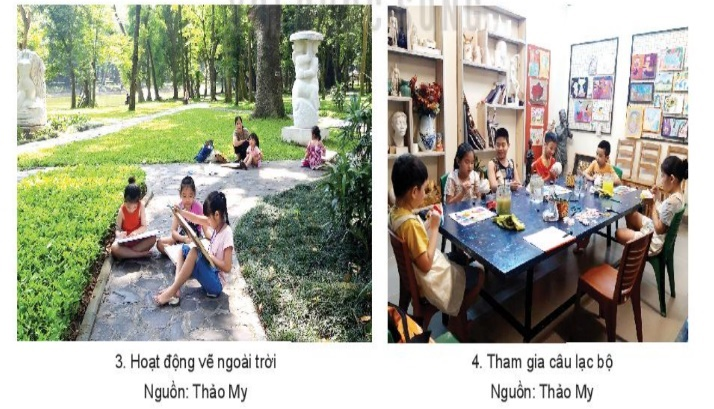 3. Hoạt động vẽ ngoài trời
Nguồn: Thảo My
4. Tham gia câu lạc bộ
Nguồn: Thảo My